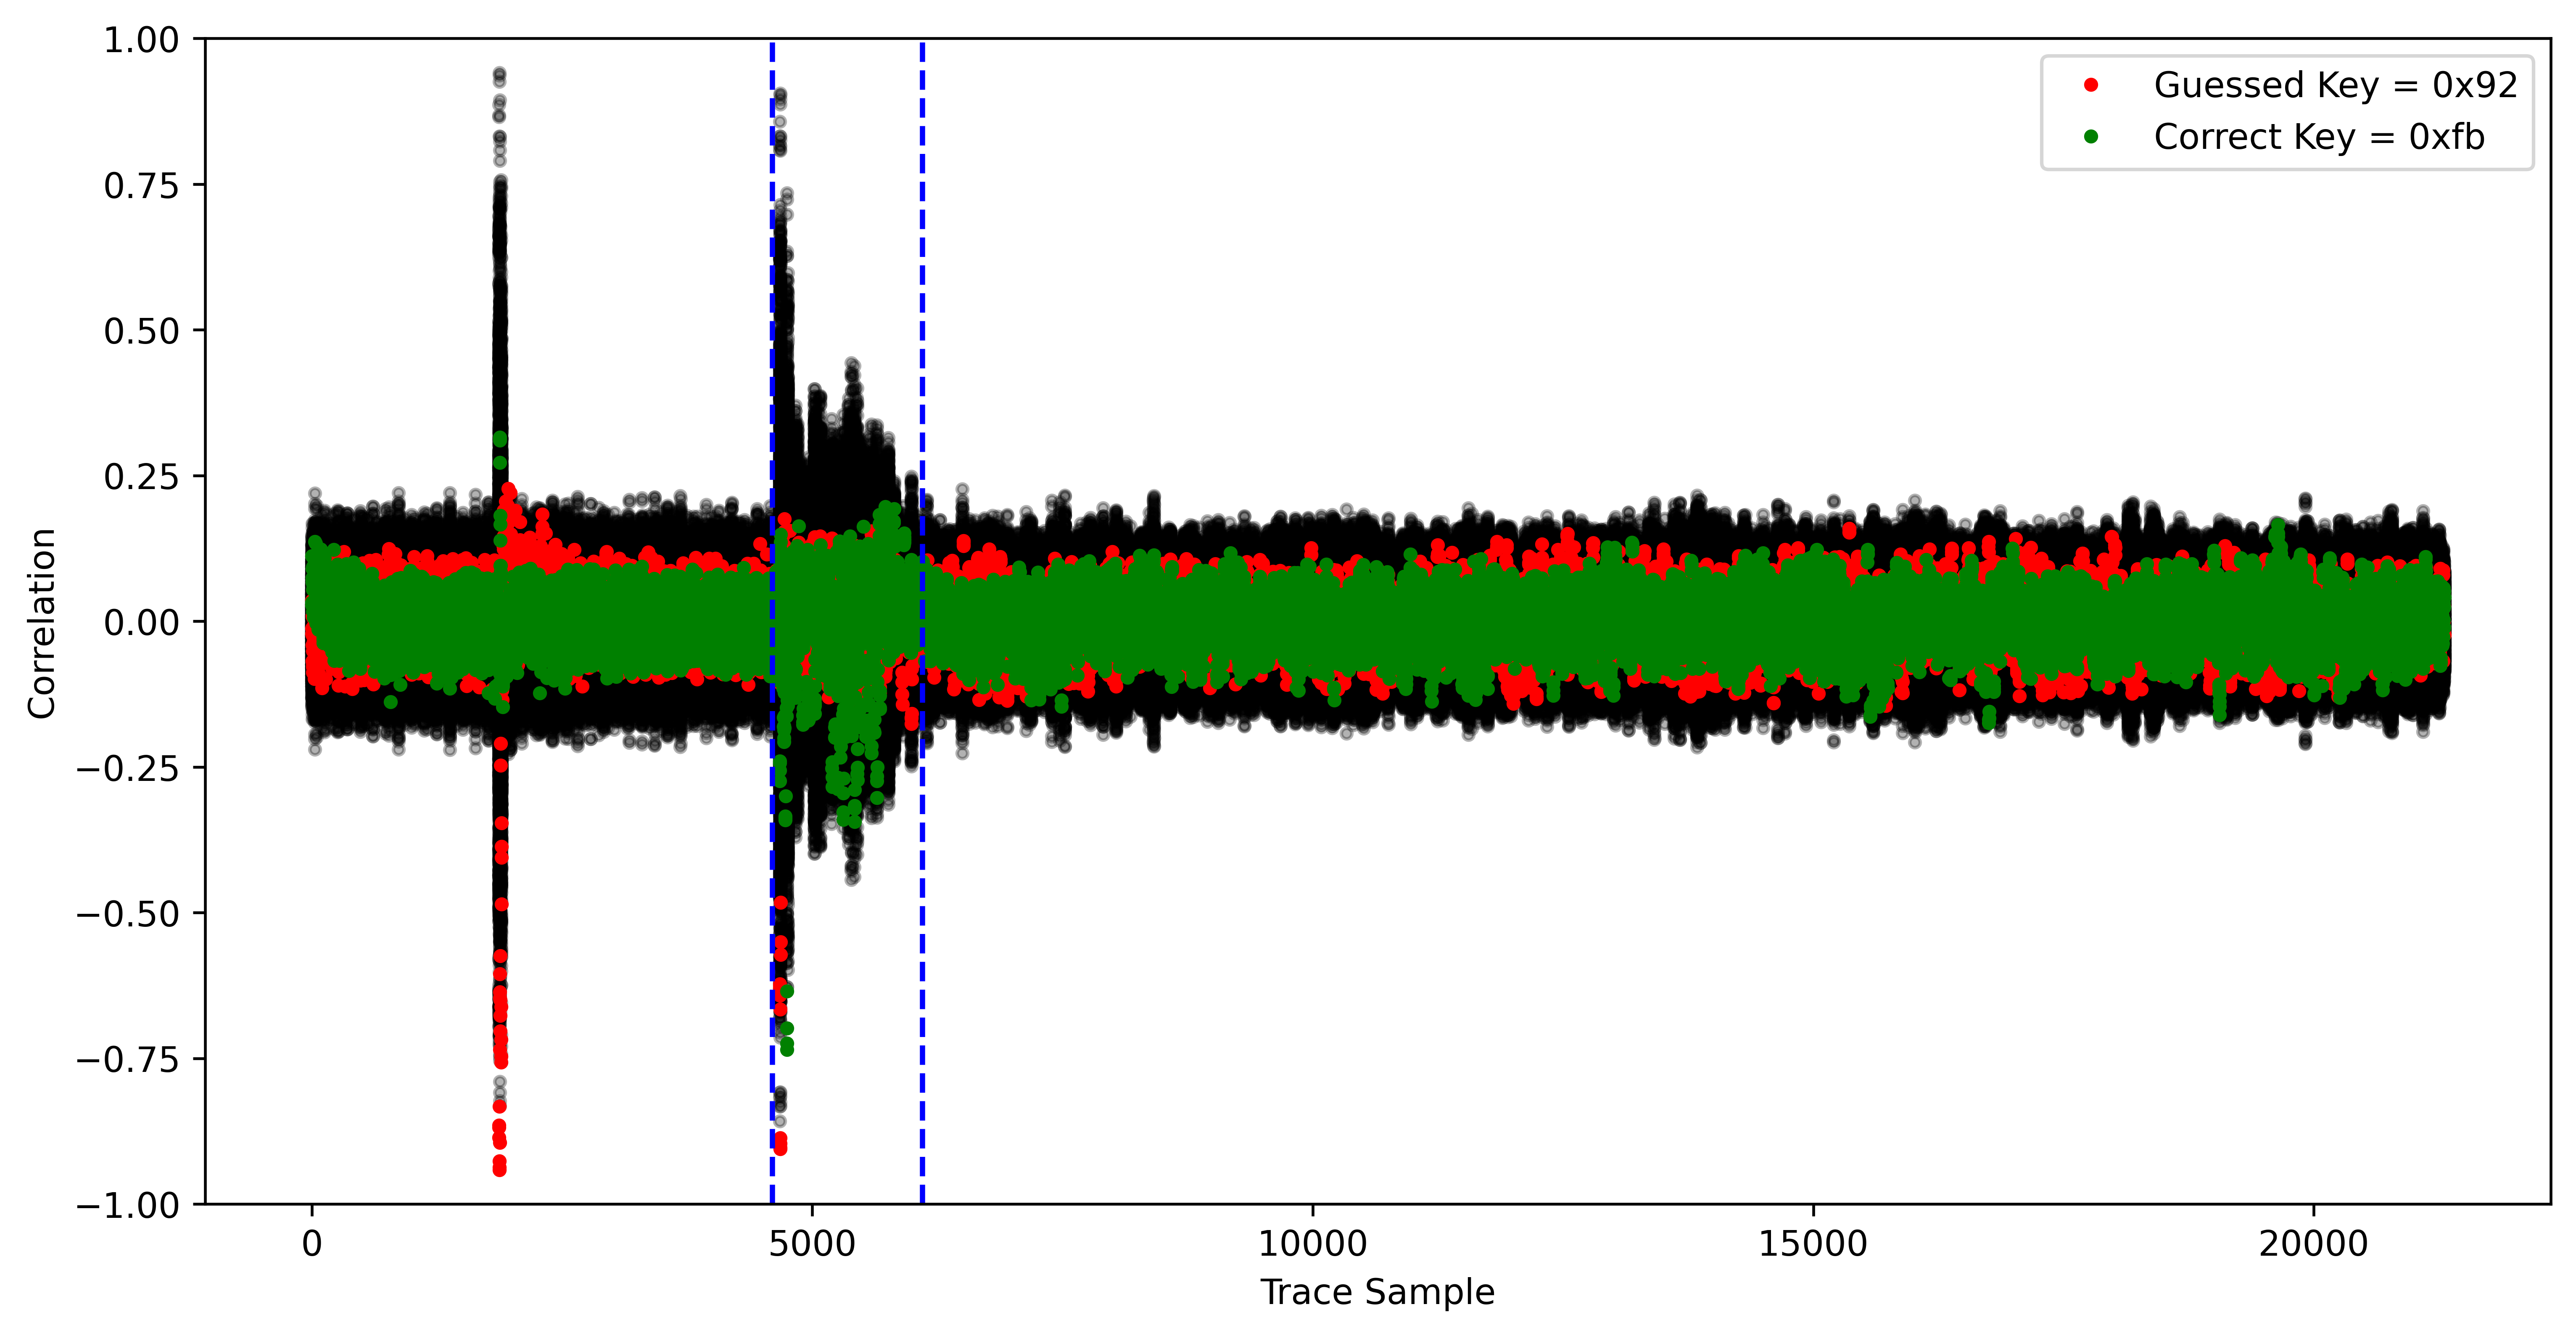 1.00
0.75
0.50
0.25
0.00
−0.25
−0.50
−0.75
−1.00
Correlation
Guessed Key = 0x92
Correct Key = 0xfb
0 5000 10000 15000 20000
Trace Sample